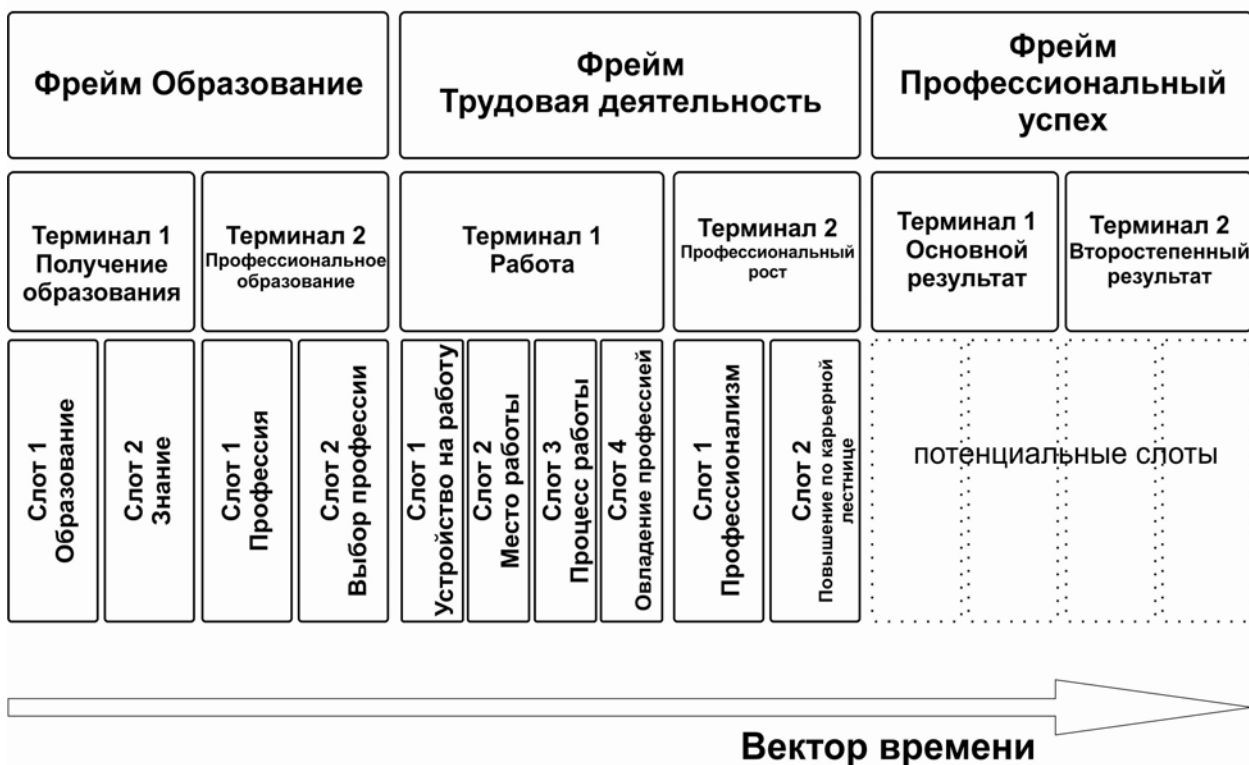 Фрейм Образование
Фрейм
Трудовая деятельность
Фрейм
Профессиональный
успех
Терминал 1
Получение
образования
Терминал 2
Профессиональное
образование
Терминал 1
Работа
Терминал 2
Профессиональный
рост
Терминал 1
Основной
результат
Терминал 2
Второстепенный
результат
Слот 1
Образование
Слот 2
Знание
Слот 1
Профессия
Слот 2
Выбор профессии
Слот 1
Устройство на работу
Слот 2
Место работы
Слот 3
Процесс работы
Слот 4
Овладение профессией
Слот 1
Профессионализм
Слот 2
Повышение по карьерной
лестнице
потенциальные слоты
Вектор времени